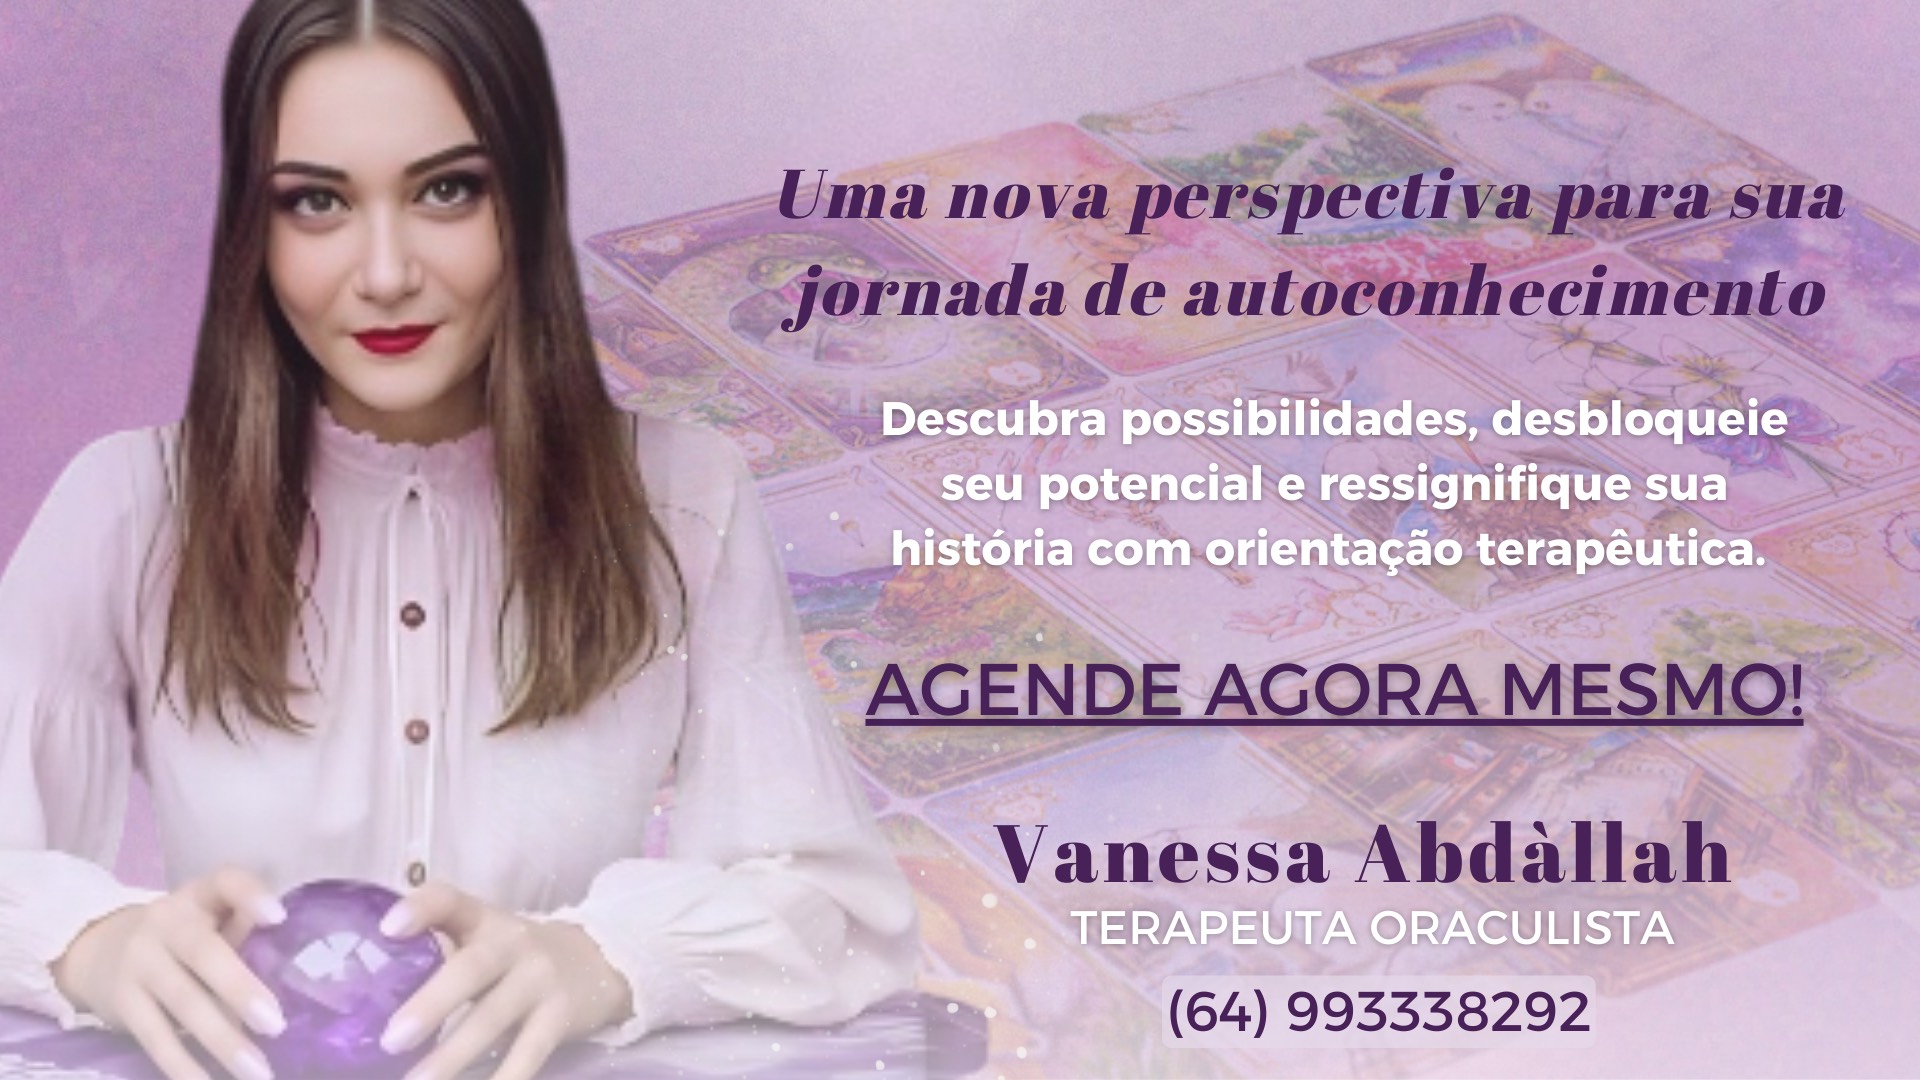 Uma nova perspectiva para sua
jornada de autoconhecimento
Descubra possibilidades, desbloqueie
seu potencial e ressignifique sua
história com orientação terapêutica.
AGENDE AGORA MESMO!
Vanessa Abdàllah
TERAPEUTA ORACULISTA
(64) 993338292